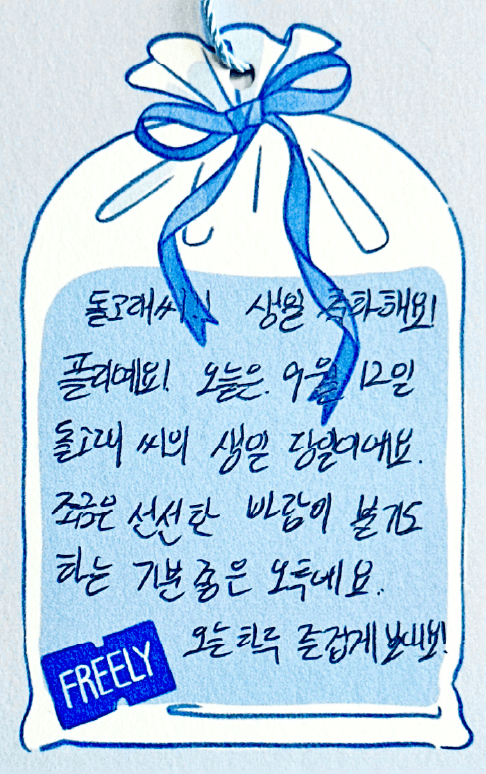 돌고래씨!! 생일 축하해요!
플리예요! 오늘은 9월 12일
돌고래 씨의 생일 당일이에요.
조금은 선선한 바람이 불기도
하는 기분 좋은 오후네요.
오늘 하루 즐겁게 보내요!
FREELY